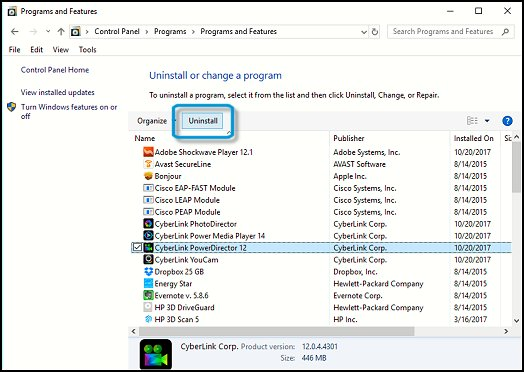 Programs and Features
Control Panel Programs Programs and Features Search Programs and Features
File Edit View Tools
Control Panel Home
View installed updates
Turn Windows features on or
off
Uninstall or change a program
To uninstall a program, select it from the list and then click Uninstall, Change, or Repair.
Organize Uninstall
Name Publisher Installed On Size
Adobe Shockwave Player 12.1 Adobe Systems, Inc. 10/20/2017
Avast SecureLine AVAST Software 8/14/2015
Bonjour Apple Inc. 8/14/2015
Cisco EAP-FAST Module Cisco Systems, Inc. 8/14/2015
Cisco LEAP Module Cisco Systems, Inc. 8/14/2015
Cisco PEAP Module Cisco Systems, Inc. 8/14/2015
CyberLink PhotoDirector CyberLink Corp. 10/20/2017
CyberLink Power Media Player 14 CyberLink Corp. 10/20/2017
CyberLink PowerDirector 12 CyberLink Corp. 10/20/2017
CyberLink YouCam CyberLink Corp. 10/20/2017
Dropbox 25 GB Dropbox, Inc. 8/14/2015
Energy Star Hewlett-Packard Company 8/14/2015
Evernote v. 5.8.6 Evernote Corp. 8/14/2015
HP 3D DriveGuard Hewlett-Packard Company 8/14/2015
HP 3D Scan 5 HP Inc. 3/16/2017
CyberLink Corp. Product version: 12.0.4.4301
Size: 446 MB